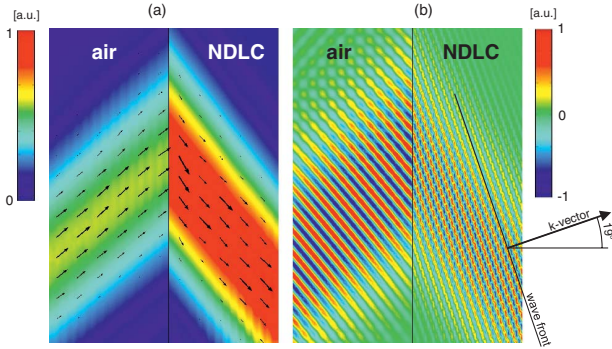 [a.u.]
1
0
(a)
air
NDLC
(b)
air
NDLC
[a.u.]
1
0
-1
k-vector
19°
wave front